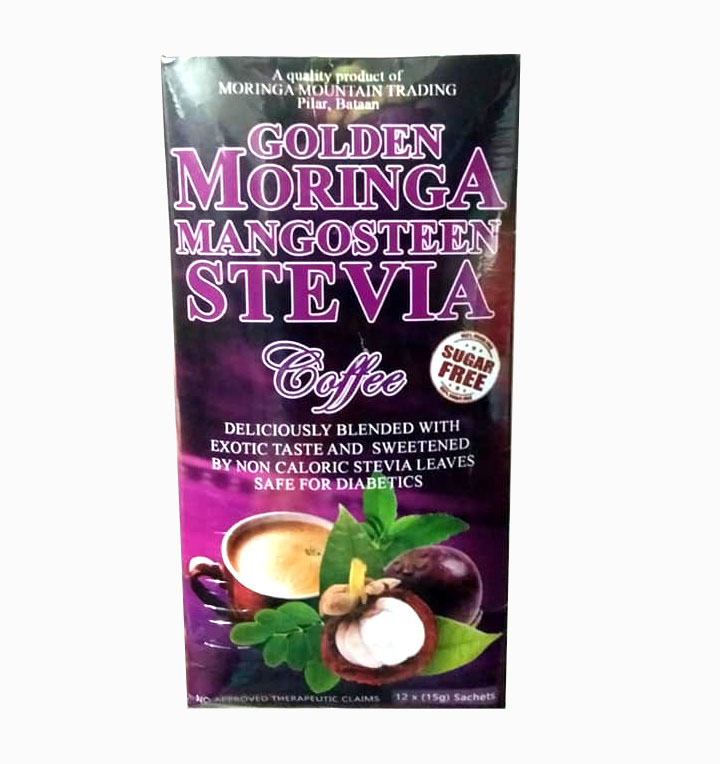 A quality product of
MORINGA MOUNTAIN TRADING
Pilar, Bataan
GOLDEN
MORINGA
MANGOSTEEN
STEVIA
Coffee
SUGAR
FREE
DELICIOUSLY BLENDED WITH
EXOTIC TASTE AND SWEETENED
BY NON CALORIC STEVIA LEAVES
SAFE FOR DIABETICS
NO APPROVED THERAPEUTIC CLAIMS
12 x (15g) Sachets